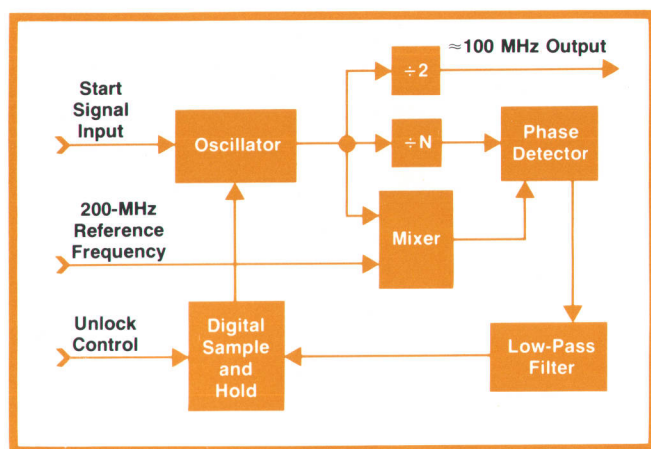 ≈100 MHz Output
÷2
Start
Signal
Input
Oscillator
÷N
Phase
Detector
200-MHz
Reference
Frequency
Mixer
Unlock
Control
Digital
Sample
and
Hold
Low-Pass
Filter